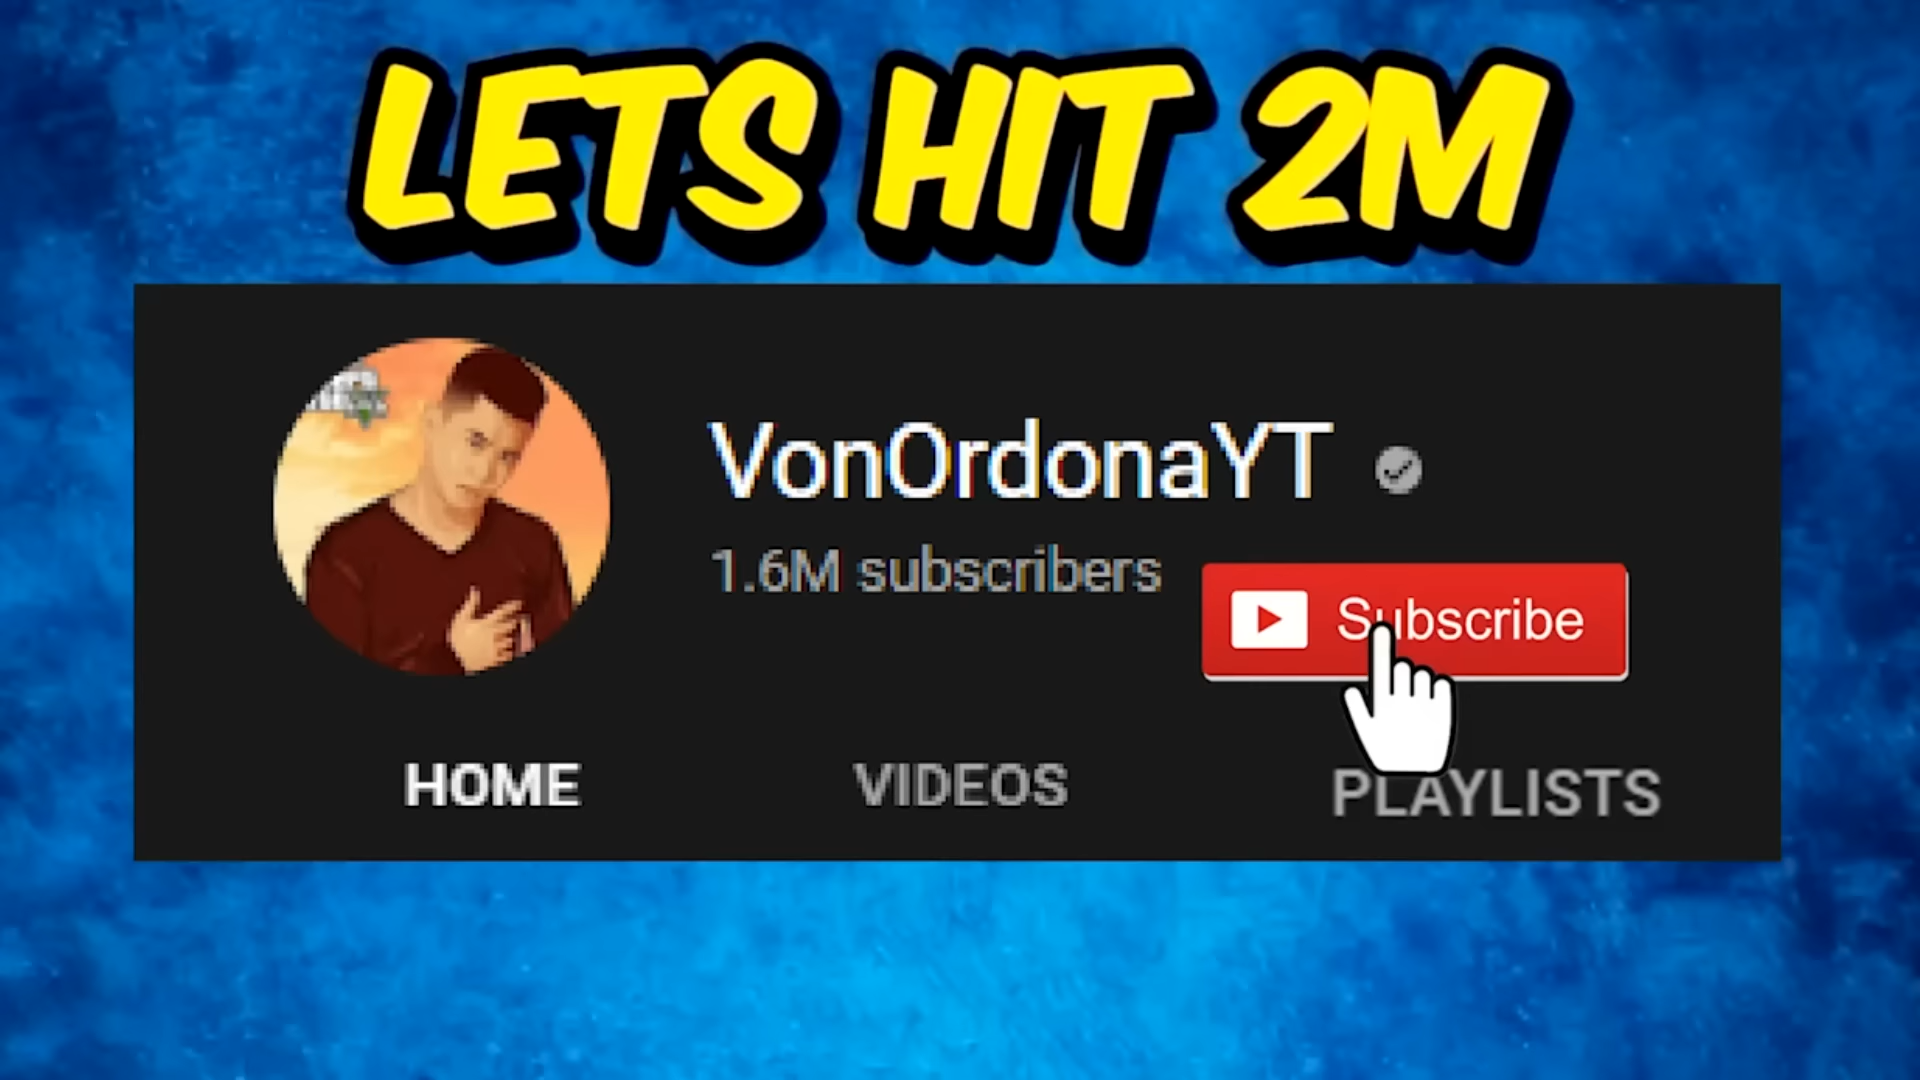 LETS HIT 2M
VonOrdonaYT
1.6M subscribers
Subscribe
HOME VIDEOS PLAYLISTS